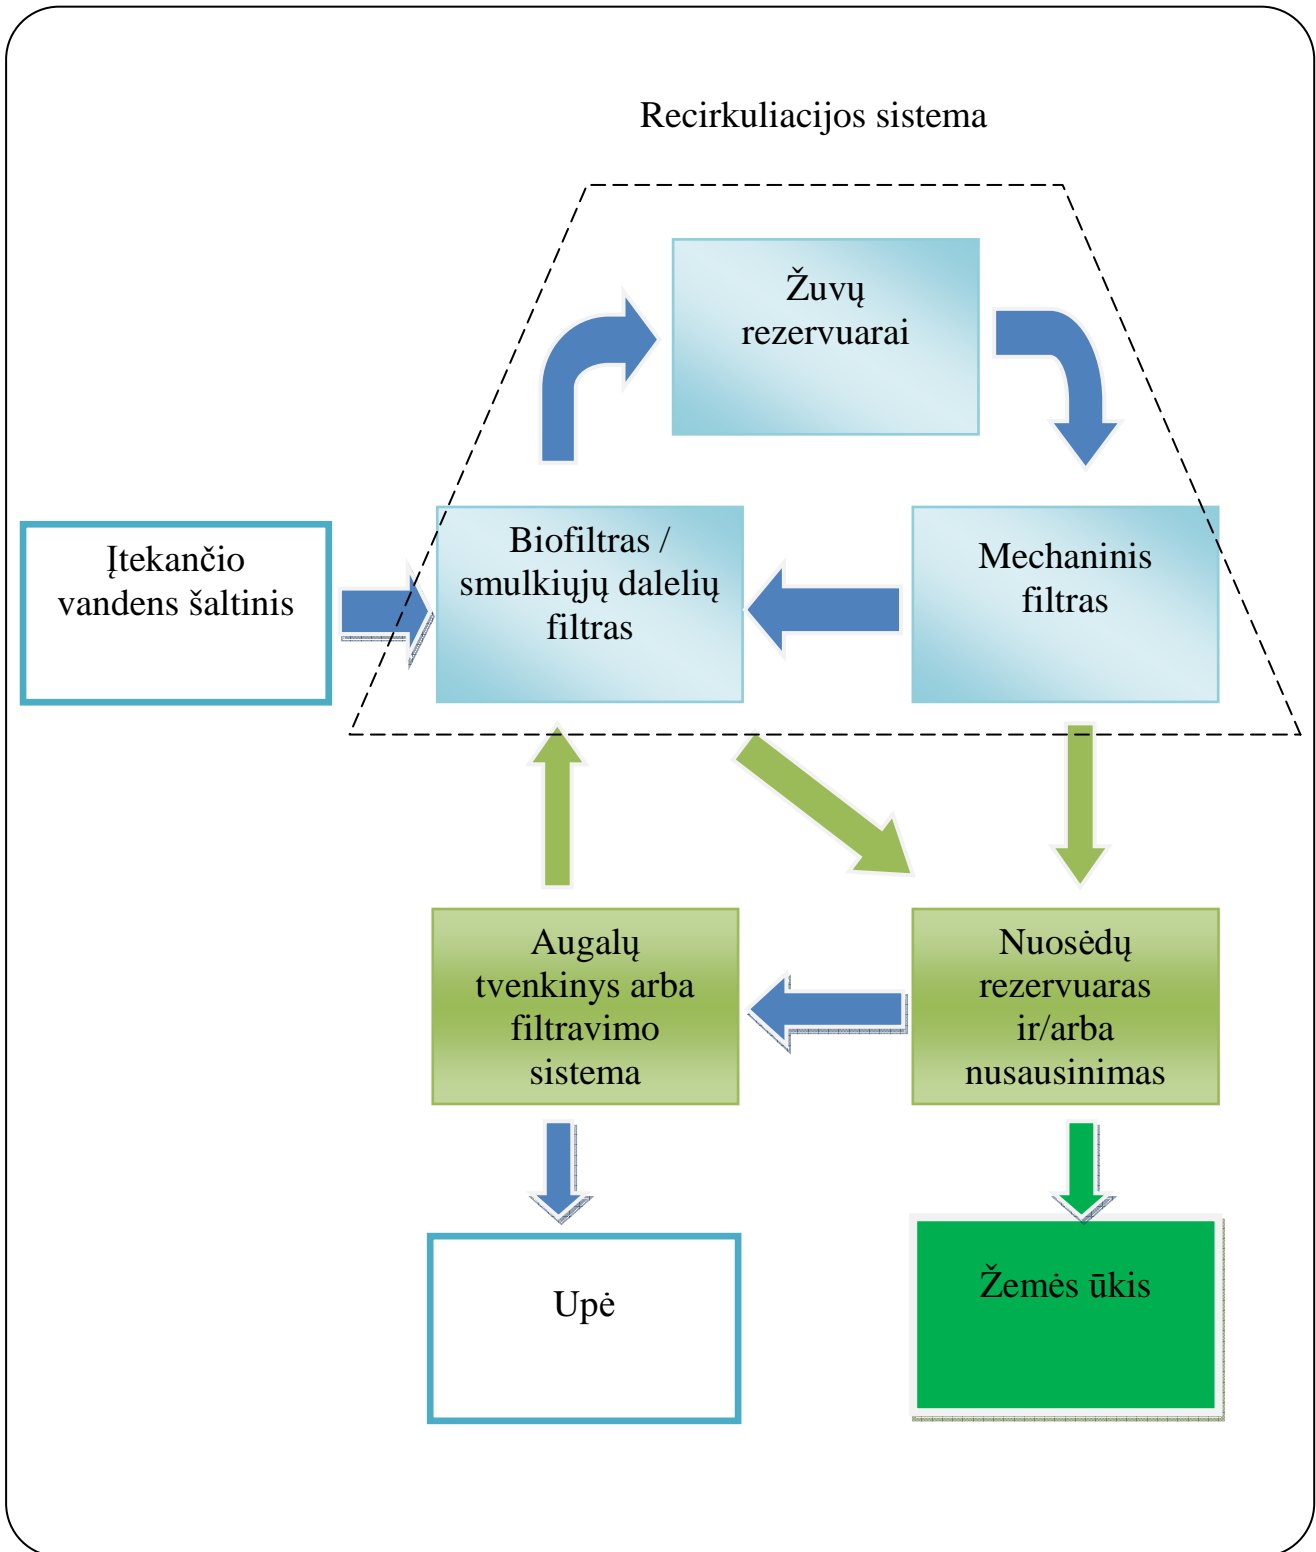 Recirkuliacijos sistema
Žuvų
rezervuarai
Įtekančio
vandens šaltinis
Biofiltras /
smulkiųjų dalelių
filtras
Mechaninis
filtras
Augalų
tvenkinys arba
filtravimo
sistema
Nuosėdų
rezervuaras
ir/arba
nusausinimas
Upė
Žemės ūkis